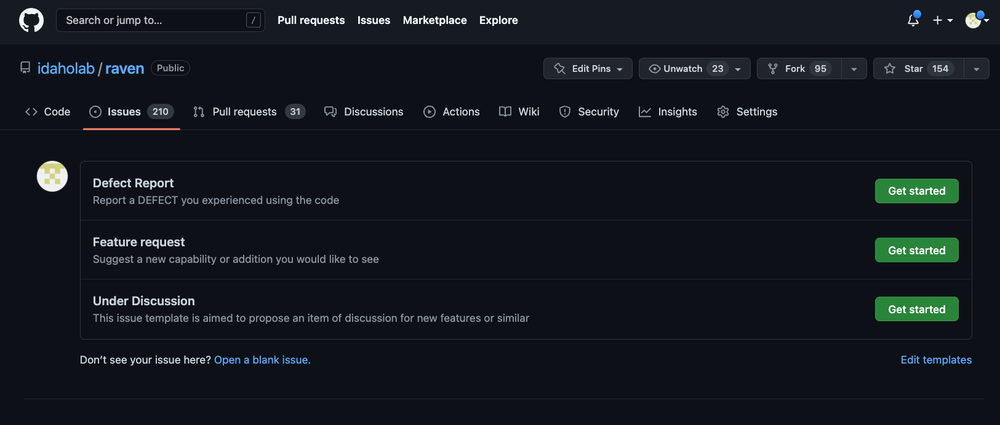 Search or jump to... / Pull requests Issues Marketplace Explore
idaholab / raven Public Edit Pins Unwatch 23 Fork 95 Star 154
Code Issues 210 Pull requests 31 Discussions Actions Wiki Security Insights Settings
Defect Report
Report a DEFECT you experienced using the code
Get started
Feature request
Suggest a new capability or addition you would like to see
Get started
Under Discussion
This issue template is aimed to propose an item of discussion for new features or similar
Get started
Don’t see your issue here? Open a blank issue. Edit templates